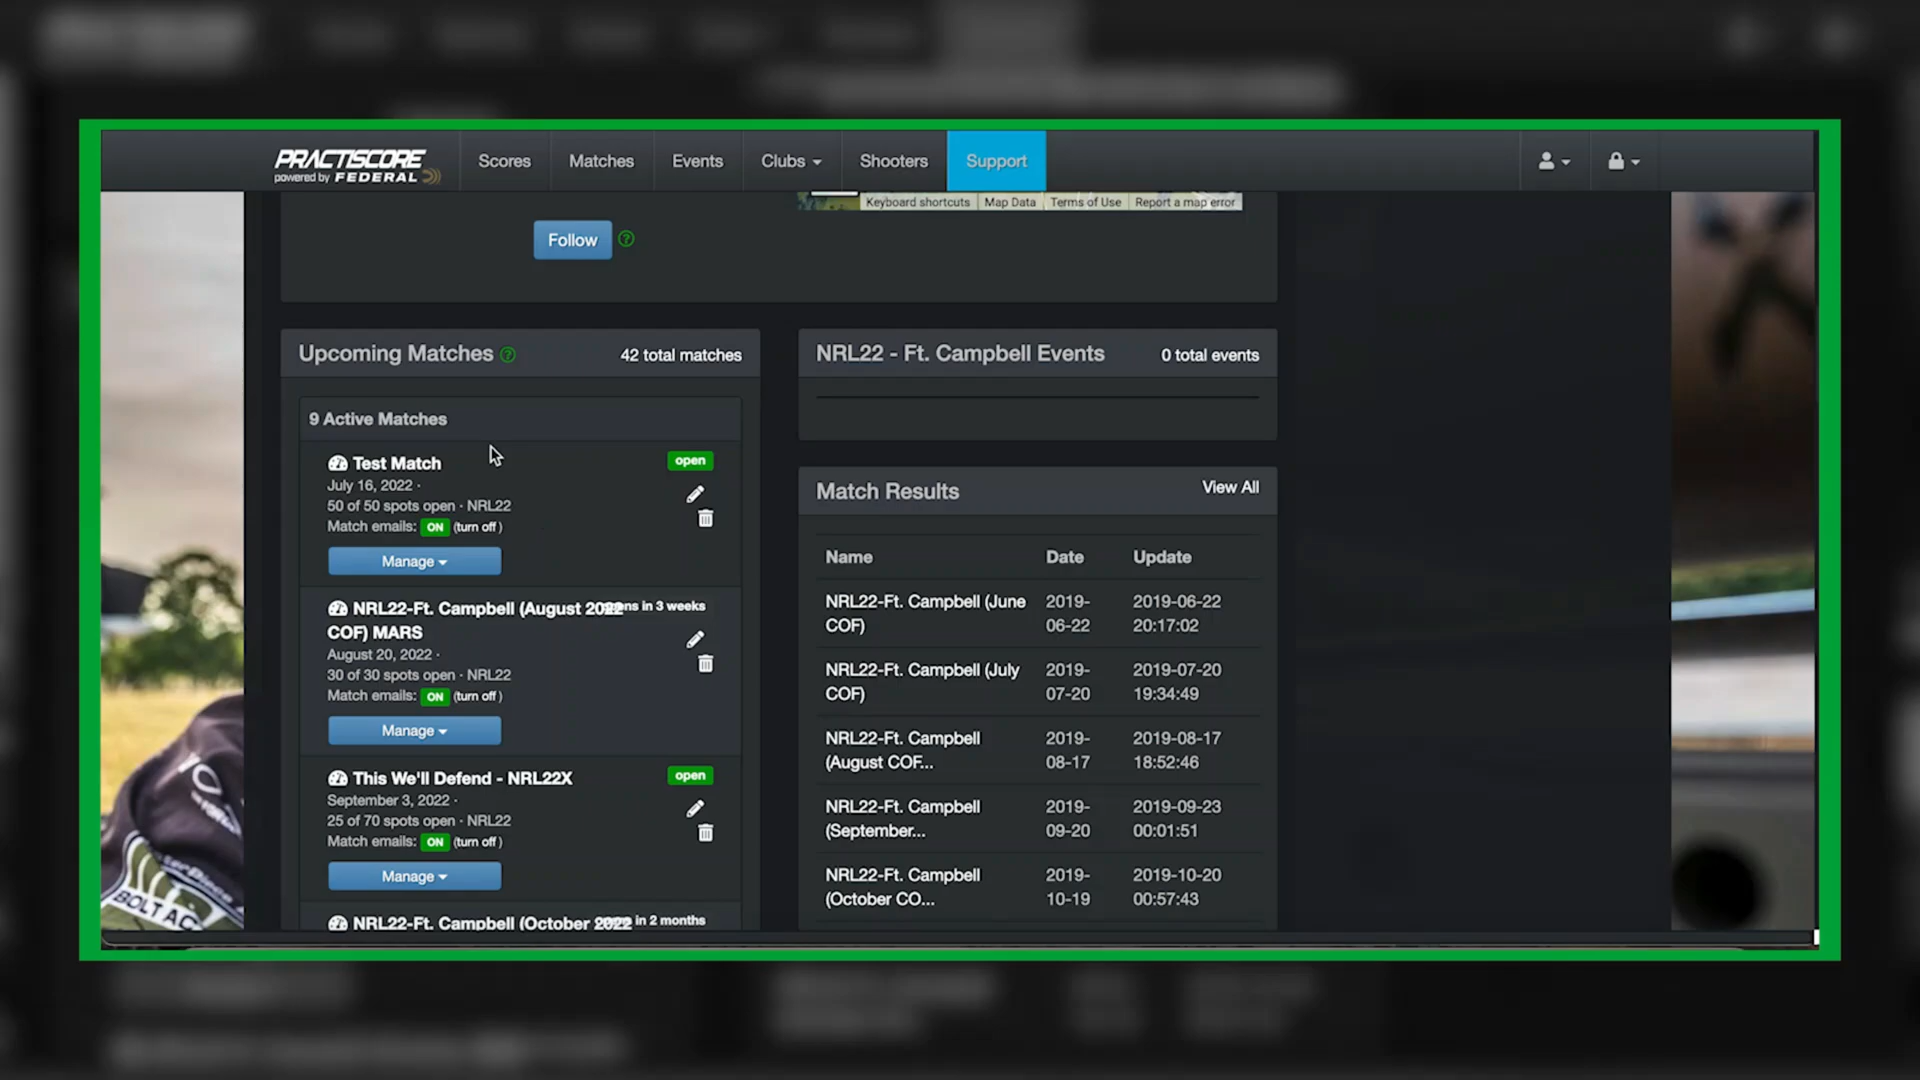 PRACTISCORE
powered by FEDERAL
Scores
Matches
Events
Clubs
Shooters
Support
Keyboard shortcuts
Map Data
Terms of Use
Report a map error
Follow
Upcoming Matches
42 total matches
9 Active Matches
Test Match
open
July 16, 2022 ·
50 of 50 spots open · NRL22
Match emails: ON (turn off )
Manage
NRL22-Ft. Campbell (August 2022
in 3 weeks
COF) MARS
August 20, 2022 ·
30 of 30 spots open · NRL22
Match emails: ON (turn off )
Manage
This We'll Defend - NRL22X
open
September 3, 2022 ·
25 of 70 spots open · NRL22
Match emails: ON (turn off )
Manage
NRL22-Ft. Campbell (October 2022
in 2 months
NRL22 - Ft. Campbell Events
0 total events
Match Results
View All
Name Date Update
NRL22-Ft. Campbell (June 2019- 2019-06-22
COF) 06-22 20:17:02
NRL22-Ft. Campbell (July 2019- 2019-07-20
COF) 07-20 19:34:49
NRL22-Ft. Campbell 2019- 2019-08-17
(August COF... 08-17 18:52:46
NRL22-Ft. Campbell 2019- 2019-09-23
(September... 09-20 00:01:51
NRL22-Ft. Campbell 2019- 2019-10-20
(October CO... 10-19 00:57:43
BOLT AC